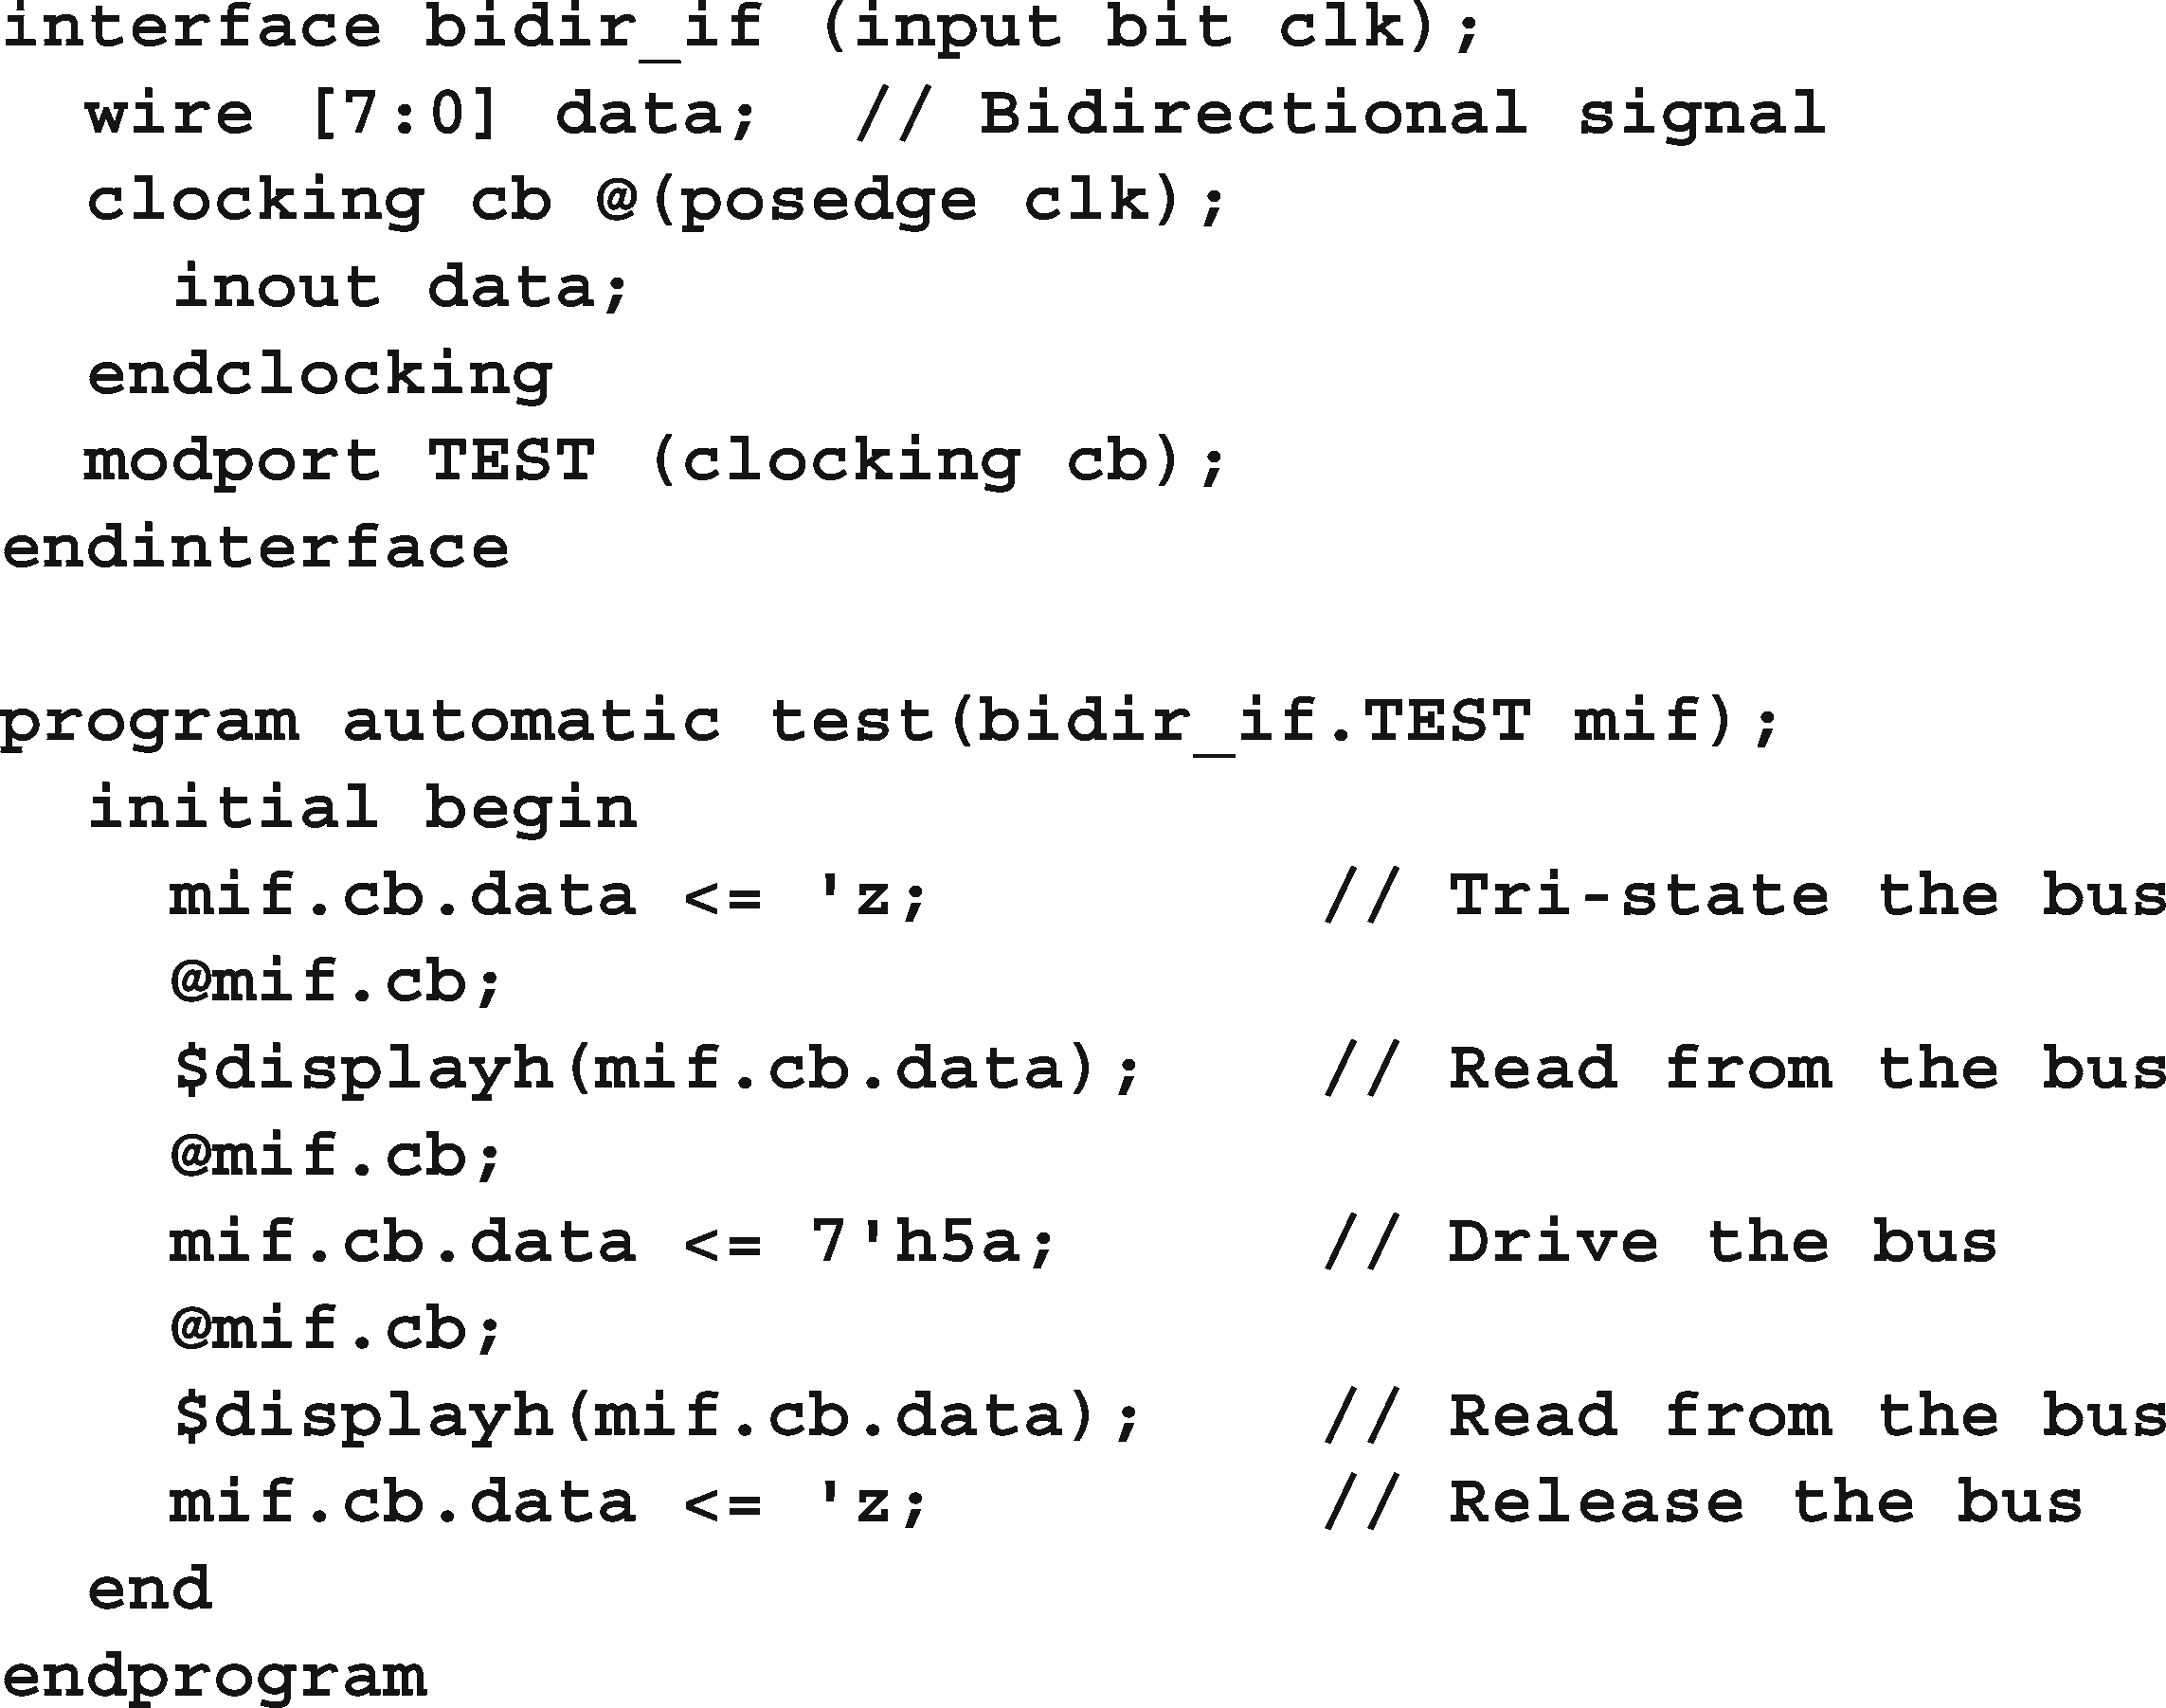 interface bidir_if (input bit clk);
  wire [7:0] data;  // Bidirectional signal
  clocking cb @(posedge clk);
    inout data;
  endclocking
  modport TEST (clocking cb);
endinterface

program automatic test(bidir_if.TEST mif);
  initial begin
    mif.cb.data <= 'z;         // Tri-state the bus
    @mif.cb;
    $displayh(mif.cb.data);    // Read from the bus
    @mif.cb;
    mif.cb.data <= 7'h5a;      // Drive the bus
    @mif.cb;
    $displayh(mif.cb.data);    // Read from the bus
    mif.cb.data <= 'z;         // Release the bus
  end
endprogram